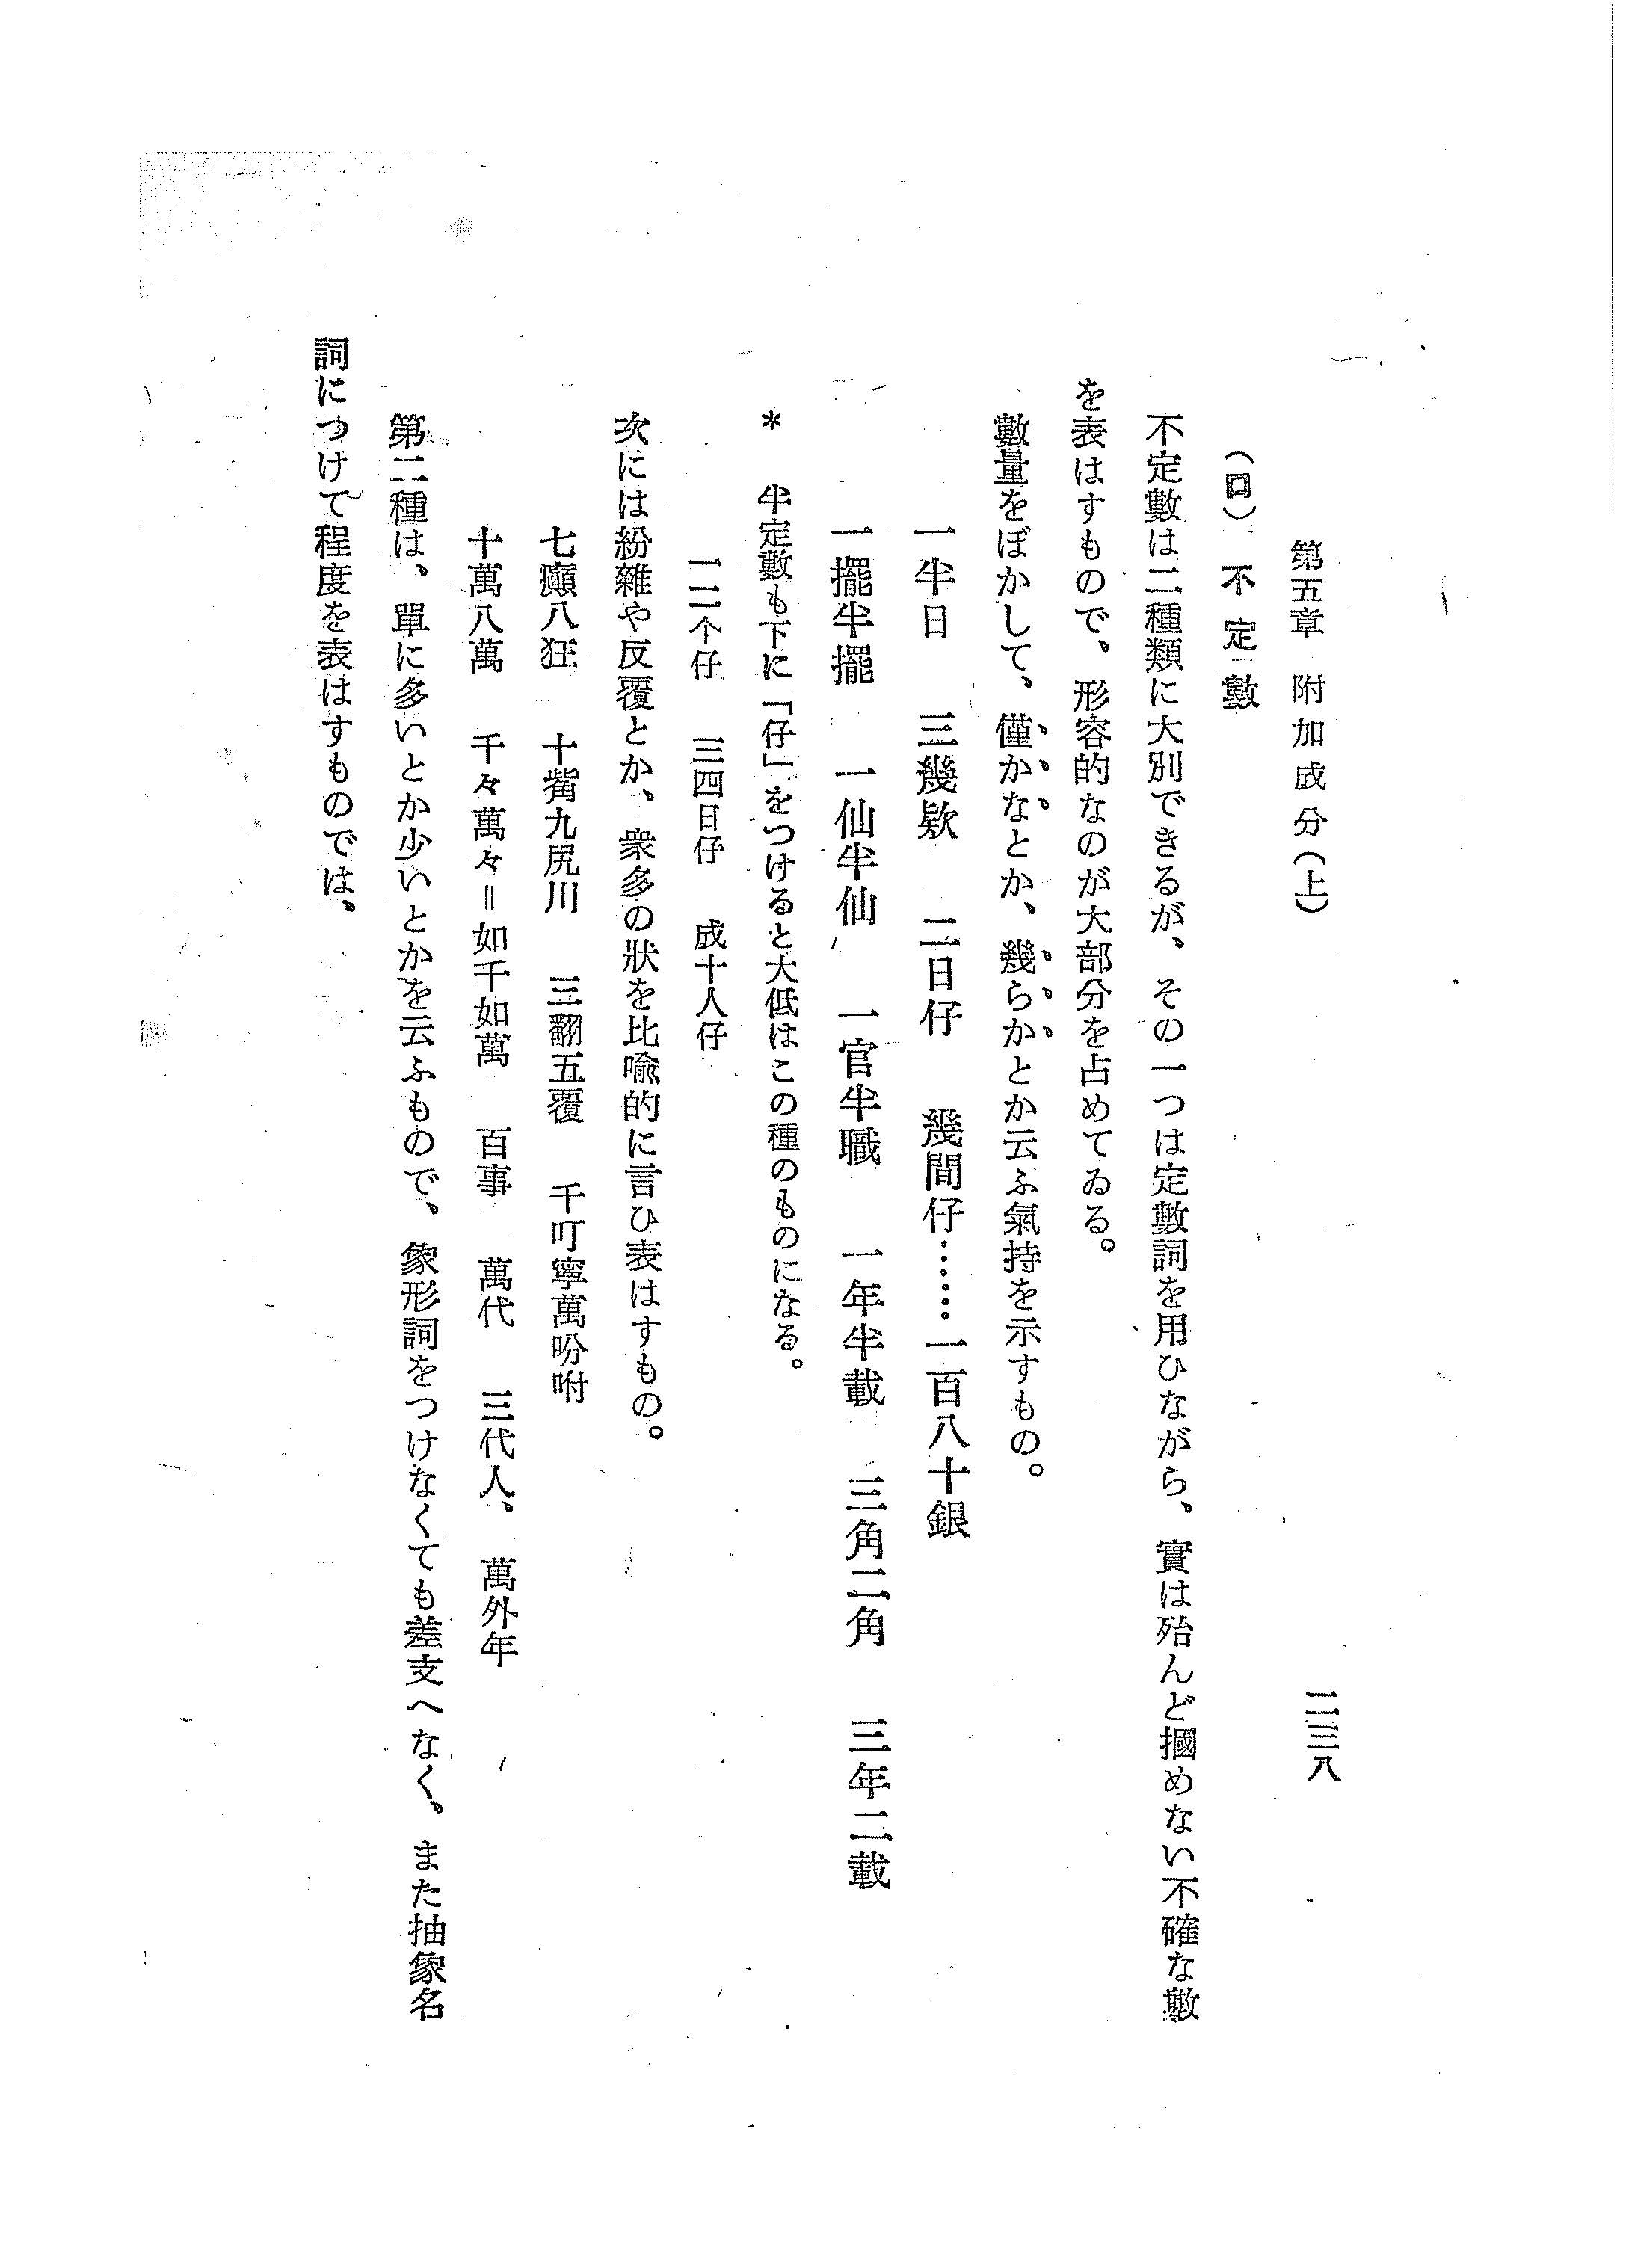 第五章 附加成分(上) 二三八
(ロ) 不定數
不定數は二種類に大別できるが、その一つは定數詞を用ひながら、實は殆んど摑めない不確な數
を表はすもので、形容的なのが大部分を占めてゐる。
數量をぼかして、僅かなとか、幾らかとか云ふ氣持を示すもの。
一半日 三幾欵 二日仔 幾間仔……一百八十銀
一擺半擺 一仙半仙 一官半職 一年半載 三角二角 三年二載
* 半定數も下に「仔」をつけると大低はこの種のものになる。
一二个仔 三四日仔 成十人仔
次には紛雜や反覆とか、衆多の狀を比喩的に言ひ表はすもの。
七癲八狂 十嘴九尻川 三翻五覆 千叮寧萬吩咐
十萬八萬 千々萬々=如千如萬 百事 萬代 三代人、 萬外年
第二種は、單に多いとか少いとかを云ふもので、象形詞をつけなくても差支へなく、また抽象名
詞につけて程度を表はすものでは、